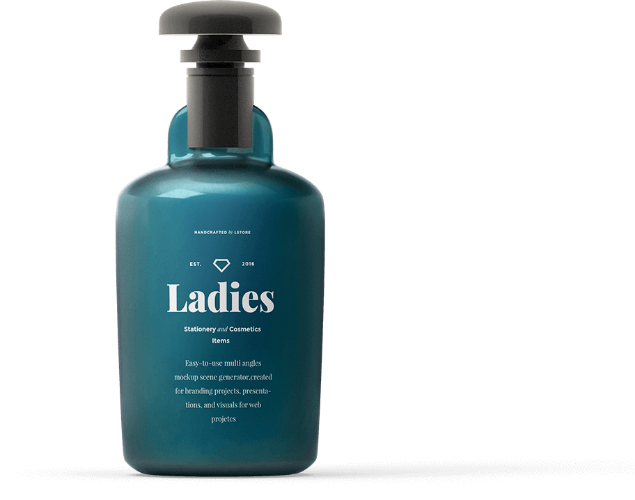 HANDCRAFTED by LSTORE
EST. 2016
Ladies
Stationery and Cosmetics
Items
Easy-to-use multi angles
mockup scene generator,created
for branding projects, presenta-
tions, and visuals for web
projetcs